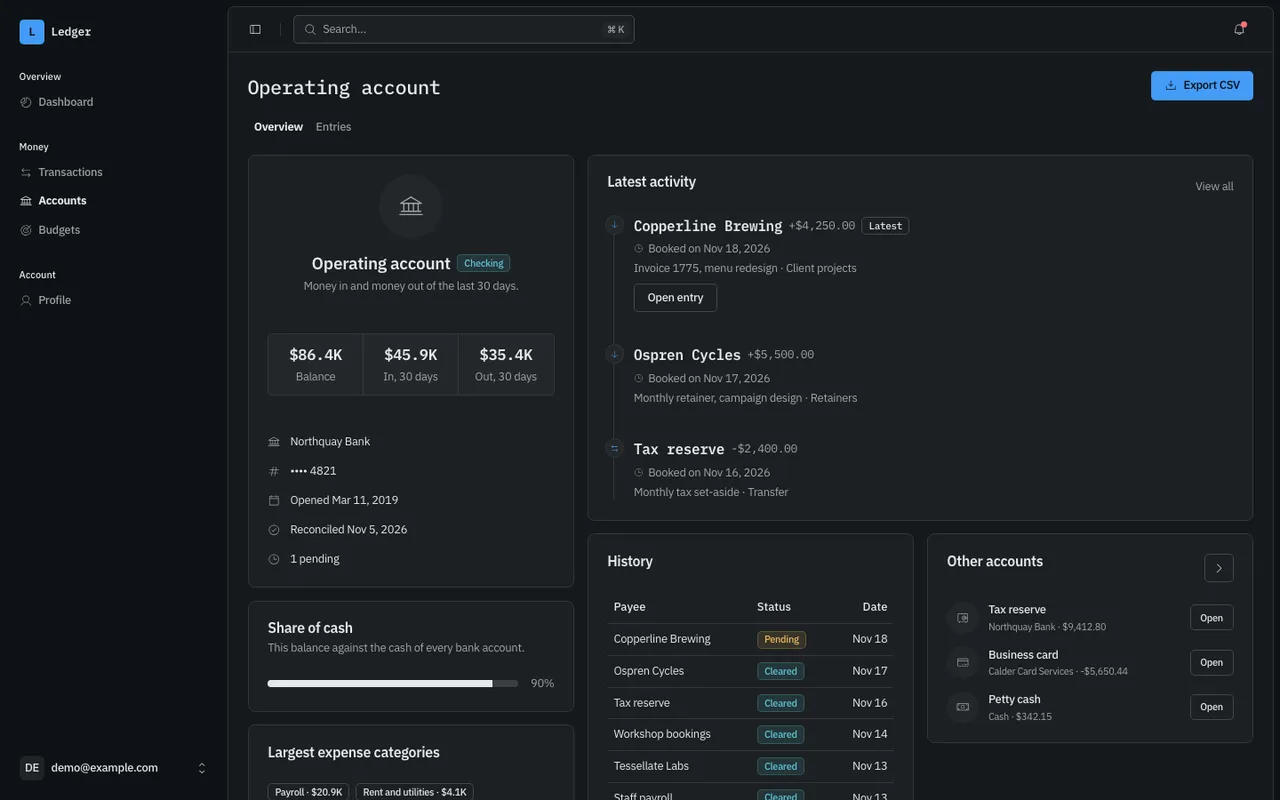 L Ledger
Overview
Dashboard
Money
Transactions
Accounts
Budgets
Account
Profile
DE demo@example.com
Search... ⌘ K
Operating account
Export CSV
Overview Entries
Operating account Checking
Money in and money out of the last 30 days.
$86.4K $45.9K $35.4K
Balance In, 30 days Out, 30 days
Northquay Bank
•••• 4821
Opened Mar 11, 2019
Reconciled Nov 5, 2026
1 pending
Share of cash
This balance against the cash of every bank account.
90%
Largest expense categories
Payroll · $20.9K Rent and utilities · $4.1K
Latest activity
View all
Copperline Brewing +$4,250.00 Latest
Booked on Nov 18, 2026
Invoice 1775, menu redesign · Client projects
Open entry
Ospren Cycles +$5,500.00
Booked on Nov 17, 2026
Monthly retainer, campaign design · Retainers
Tax reserve -$2,400.00
Booked on Nov 16, 2026
Monthly tax set-aside · Transfer
History
Payee Status Date
Copperline Brewing Pending Nov 18
Ospren Cycles Cleared Nov 17
Tax reserve Cleared Nov 16
Workshop bookings Cleared Nov 14
Tessellate Labs Cleared Nov 13
Staff payroll Cleared Nov 13
Other accounts
Tax reserve
Northquay Bank · $9,412.80
Open
Business card
Calder Card Services · -$5,650.44
Open
Petty cash
Cash · $342.15
Open